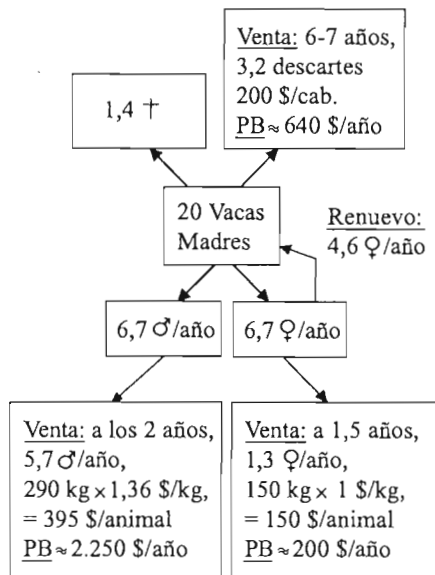 Venta: 6-7 años,
3,2 descartes
200 $/cab.
PB ≈ 640 $/año
1,4 †
20 Vacas
Madres
Renuevo:
4,6 ♀/año
6,7 ♂/año
6,7 ♀/año
Venta: a los 2 años,
5,7 ♂/año,
290 kg × 1,36 $/kg,
= 395 $/animal
PB ≈ 2.250 $/año
Venta: a 1,5 años,
1,3 ♀/año,
150 kg × 1 $/kg,
= 150 $/animal
PB ≈ 200 $/año